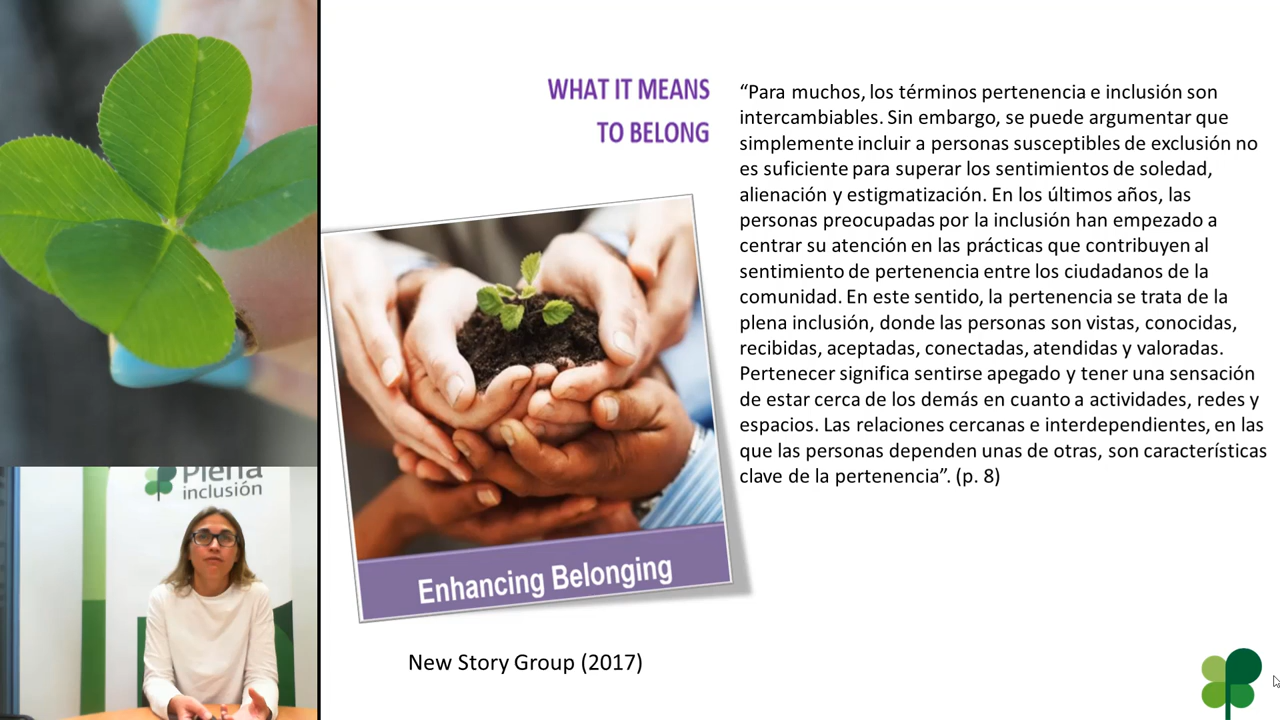 WHAT IT MEANS
TO BELONG
“Para muchos, los términos pertenencia e inclusión son
intercambiables. Sin embargo, se puede argumentar que
simplemente incluir a personas susceptibles de exclusión no
es suficiente para superar los sentimientos de soledad,
alienación y estigmatización. En los últimos años, las
personas preocupadas por la inclusión han empezado a
centrar su atención en las prácticas que contribuyen al
sentimiento de pertenencia entre los ciudadanos de la
comunidad. En este sentido, la pertenencia se trata de la
plena inclusión, donde las personas son vistas, conocidas,
recibidas, aceptadas, conectadas, atendidas y valoradas.
Pertenecer significa sentirse apegado y tener una sensación
de estar cerca de los demás en cuanto a actividades, redes y
espacios. Las relaciones cercanas e interdependientes, en las
que las personas dependen unas de otras, son características
clave de la pertenencia”. (p. 8)
Enhancing Belonging
New Story Group (2017)
Plena
inclusión